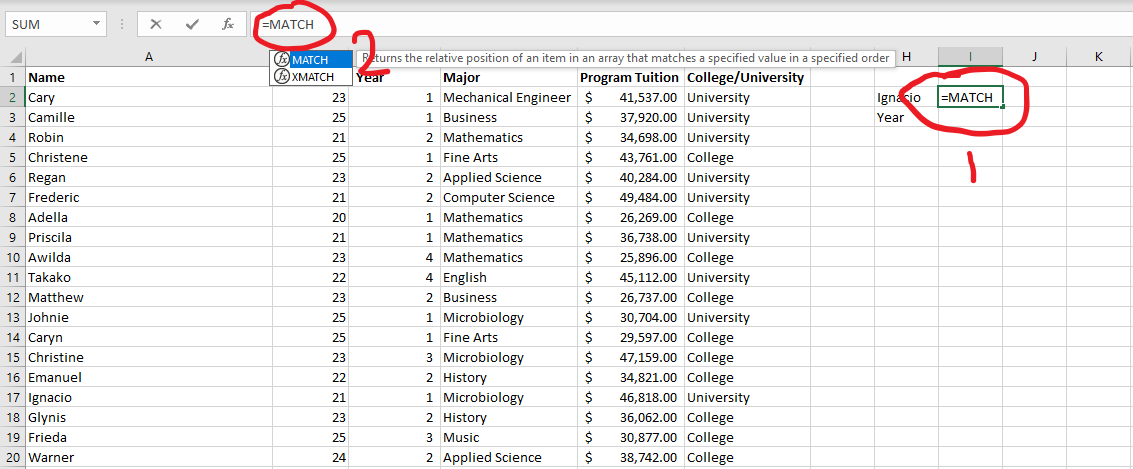 SUM fx =MATCH
fx MATCH
Returns the relative position of an item in an array that matches a specified value in a specified order
fx XMATCH
2
A H I J K
1 Name Year Major Program Tuition College/University
2 Cary 23 1 Mechanical Engineer $ 41,537.00 University Ignacio =MATCH
3 Camille 25 1 Business $ 37,920.00 University Year
4 Robin 21 2 Mathematics $ 34,698.00 University
5 Christene 25 1 Fine Arts $ 43,761.00 College
1
6 Regan 23 2 Applied Science $ 40,284.00 University
7 Frederic 21 2 Computer Science $ 49,484.00 University
8 Adella 20 1 Mathematics $ 26,269.00 College
9 Priscila 21 1 Mathematics $ 36,738.00 University
10 Awilda 23 4 Mathematics $ 25,896.00 College
11 Takako 22 4 English $ 45,112.00 University
12 Matthew 23 2 Business $ 26,737.00 College
13 Johnie 25 1 Microbiology $ 30,704.00 University
14 Caryn 25 1 Fine Arts $ 29,597.00 College
15 Christine 23 3 Microbiology $ 47,159.00 College
16 Emanuel 22 2 History $ 34,821.00 College
17 Ignacio 21 1 Microbiology $ 46,818.00 University
18 Glynis 23 2 History $ 36,062.00 College
19 Frieda 25 3 Music $ 30,877.00 College
20 Warner 24 2 Applied Science $ 38,742.00 College